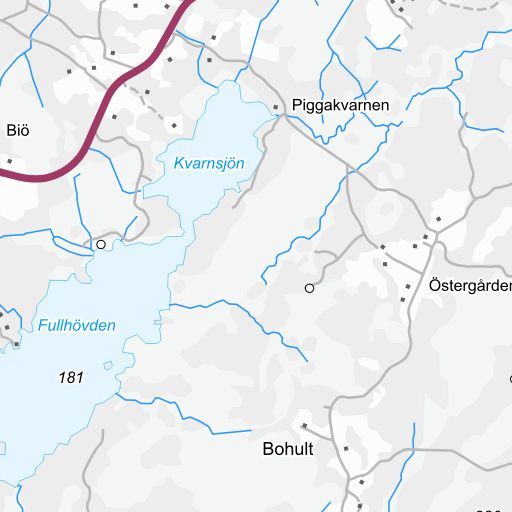 Piggakvarnen
Biö
Kvarnsjön
Östergården
Fullhövden
181
Bohult